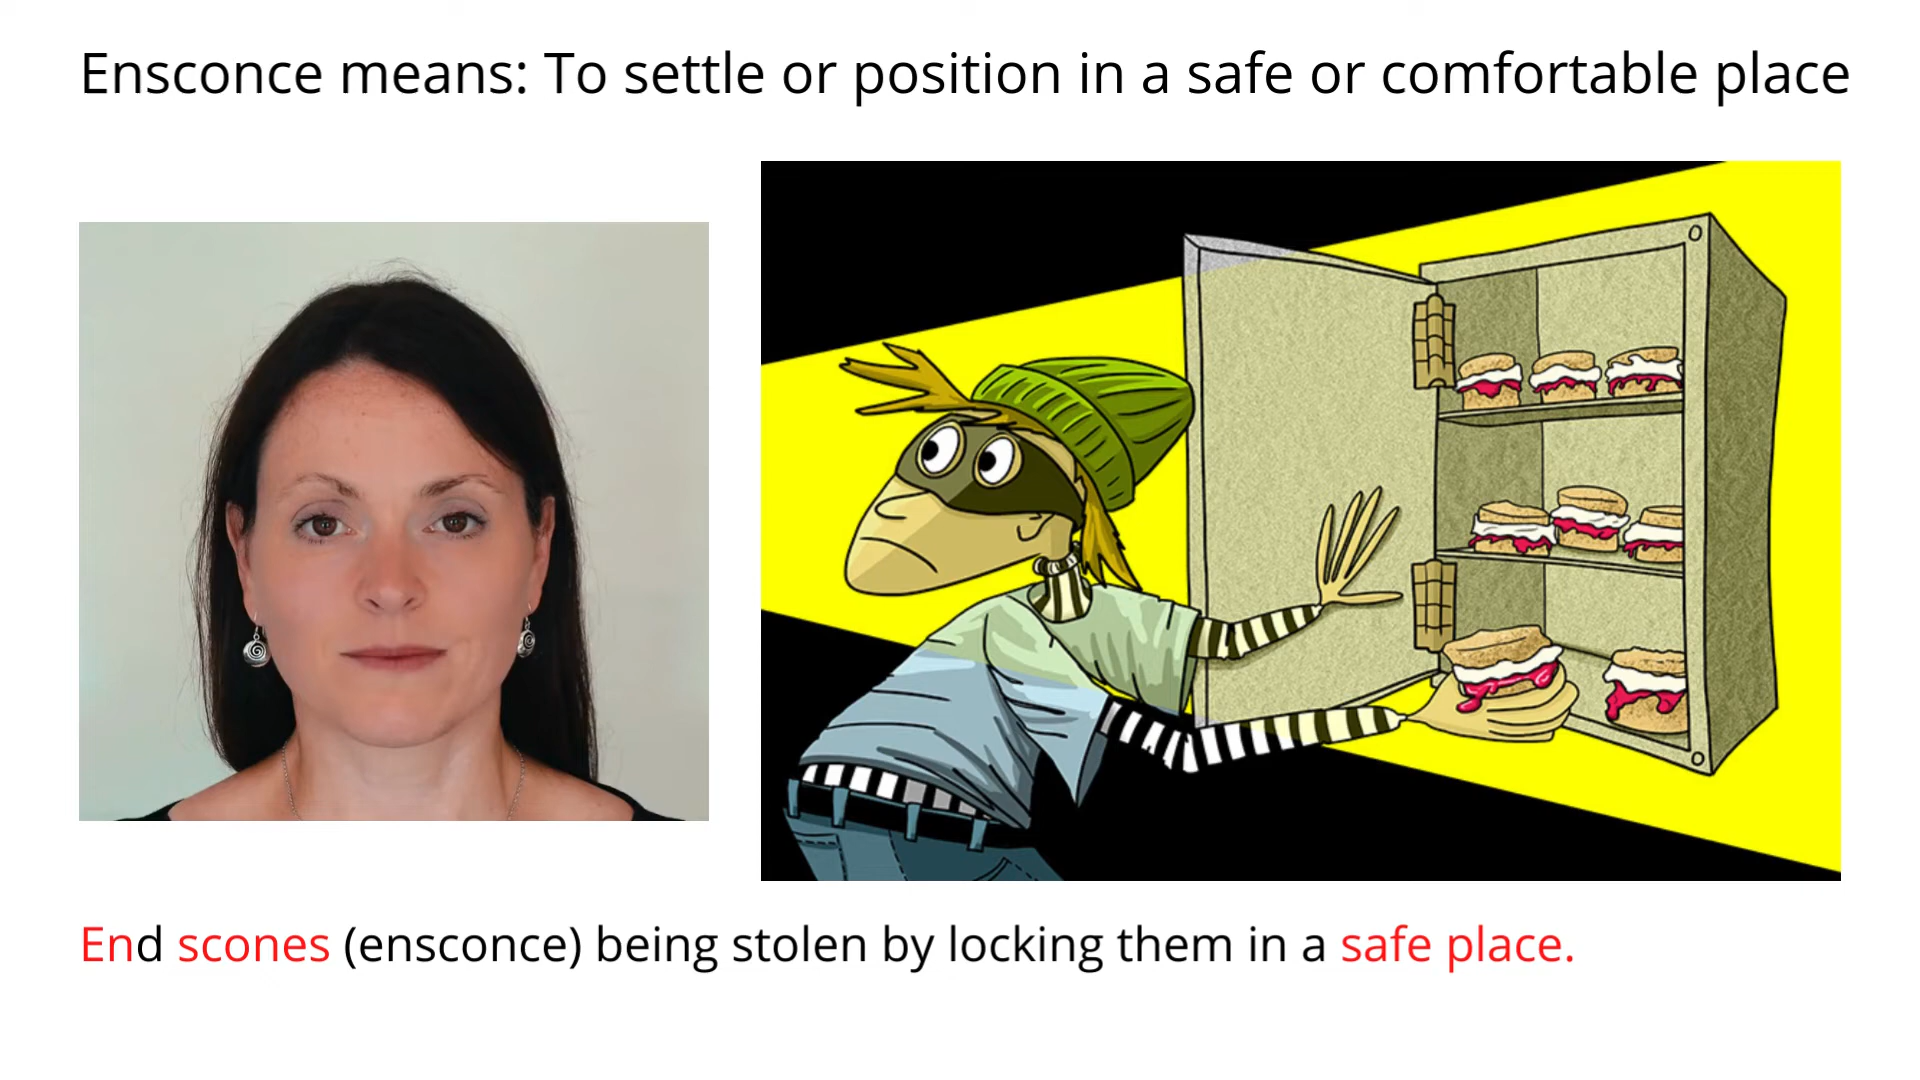 Ensconce means: To settle or position in a safe or comfortable place
End scones (ensconce) being stolen by locking them in a safe place.